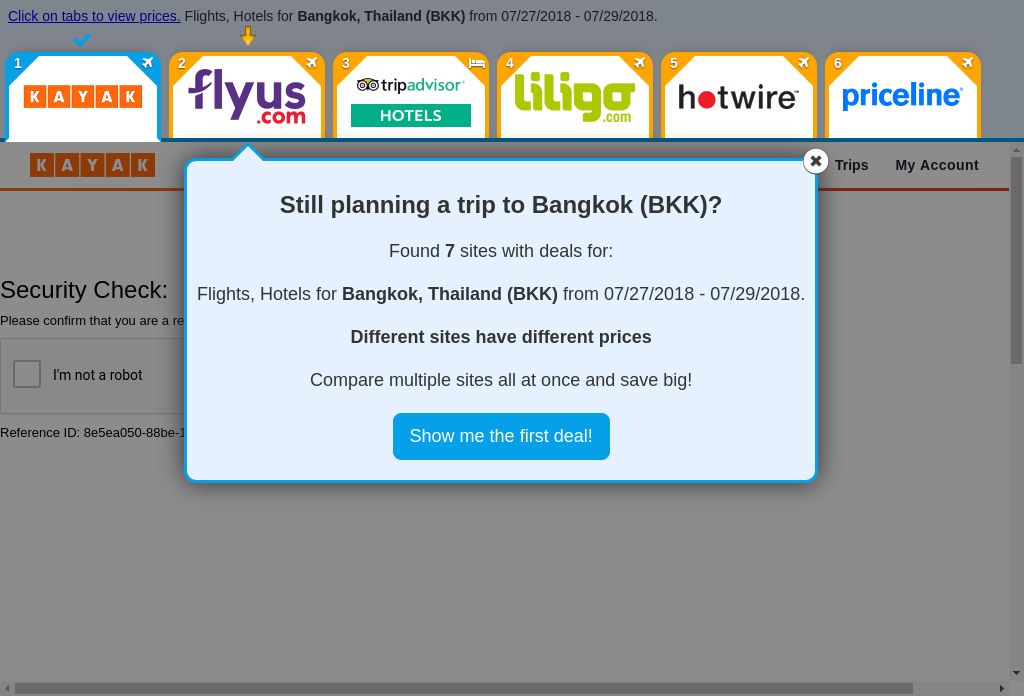 Click on tabs to view prices. Flights, Hotels for Bangkok, Thailand (BKK) from 07/27/2018 - 07/29/2018.
1 2 3 4 5 6
KAYAK
flyus.com
tripadvisor®
HOTELS
liligo.com
hotwire™
priceline®
KAYAK
Trips My Account
Still planning a trip to Bangkok (BKK)?
Found 7 sites with deals for:
Flights, Hotels for Bangkok, Thailand (BKK) from 07/27/2018 - 07/29/2018.
Different sites have different prices
Compare multiple sites all at once and save big!
Show me the first deal!
Security Check:
Please confirm that you are a re
I'm not a robot
Reference ID: 8e5ea050-88be-1